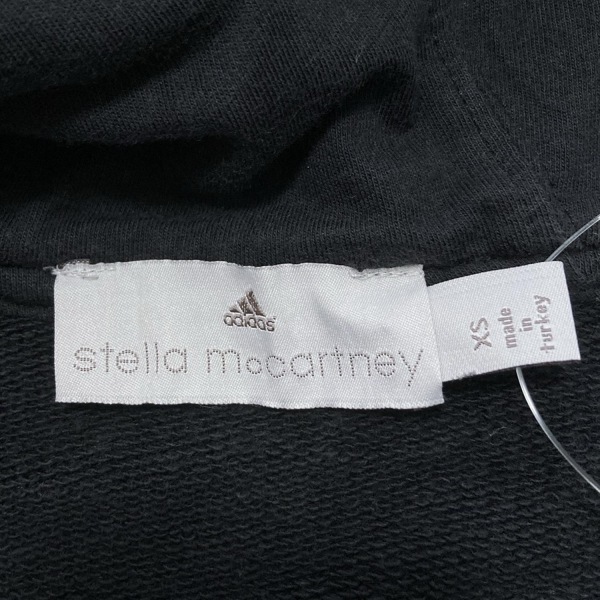 adidas
stella mccartney
XS
made
in
turkey